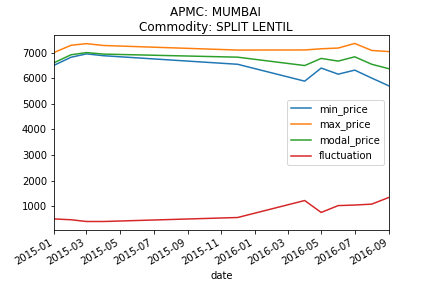 APMC: MUMBAI
Commodity: SPLIT LENTIL
7000
6000
5000
4000
3000
2000
1000
min_price
max_price
modal_price
fluctuation
2015-01
2015-03
2015-05
2015-07
2015-09
2015-11
2016-01
2016-03
2016-05
2016-07
2016-09
date